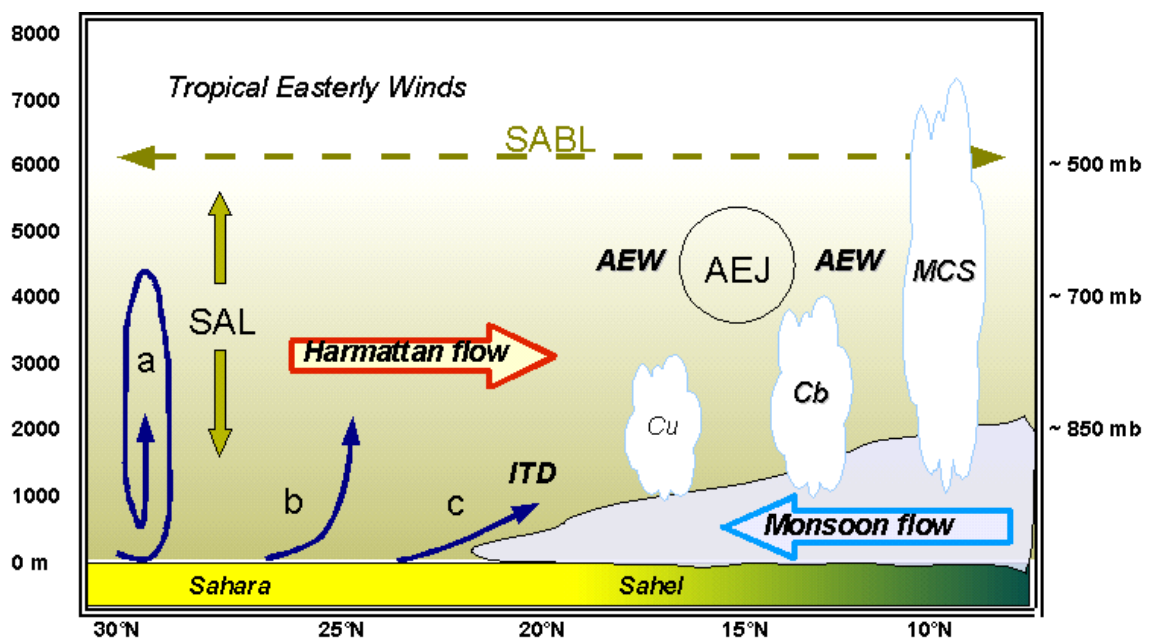 8000
7000
6000
5000
4000
3000
2000
1000
0 m
Tropical Easterly Winds
SABL
~ 500 mb
~ 700 mb
~ 850 mb
SAL
a
b
c
Harmattan flow
AEW
AEJ
AEW
MCS
Cb
Cu
ITD
Monsoon flow
Sahara
Sahel
30°N
25°N
20°N
15°N
10°N